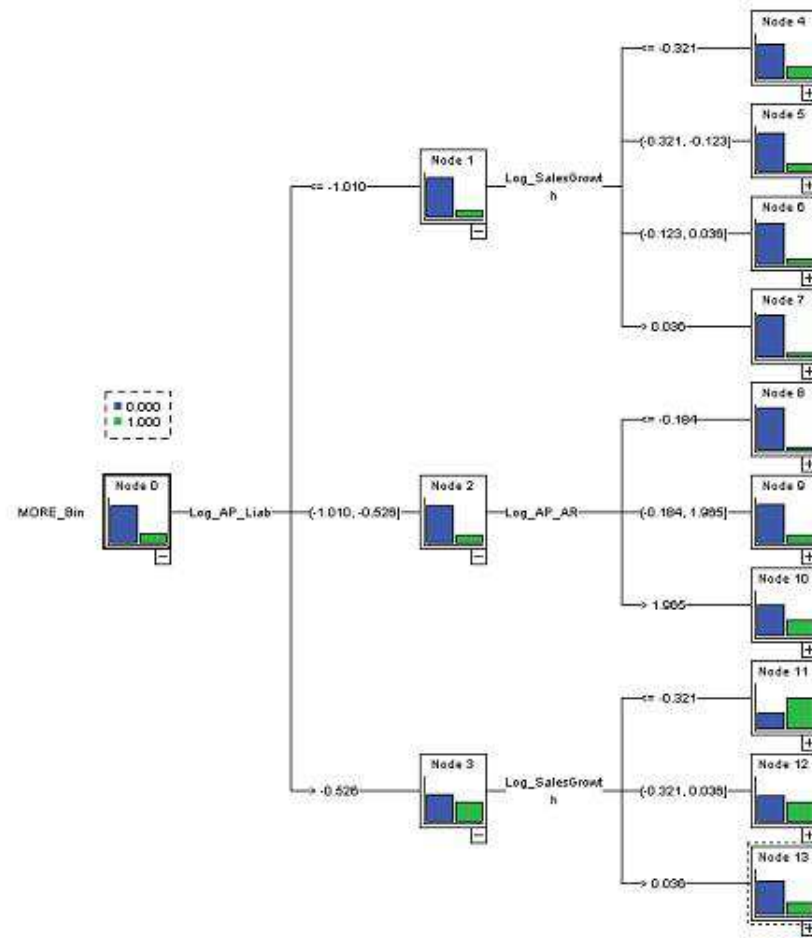 Node 4
<= -0.321
Node 5
(-0.321, -0.123]
Node 1
<= -1.010
Log_SalesGrowt
h
Node 6
(-0.123, 0.036]
Node 7
> 0.036
0.000
1.000
Node 8
<= -0.184
MORE_Bin
Node 0
Log_AP_Liab
(-1.010, -0.526]
Node 2
Log_AP_AR
Node 9
(-0.184, 1.985]
Node 10
> 1.985
Node 11
<= -0.321
Node 3
> -0.526
Log_SalesGrowt
h
Node 12
(-0.321, 0.036]
Node 13
> 0.036